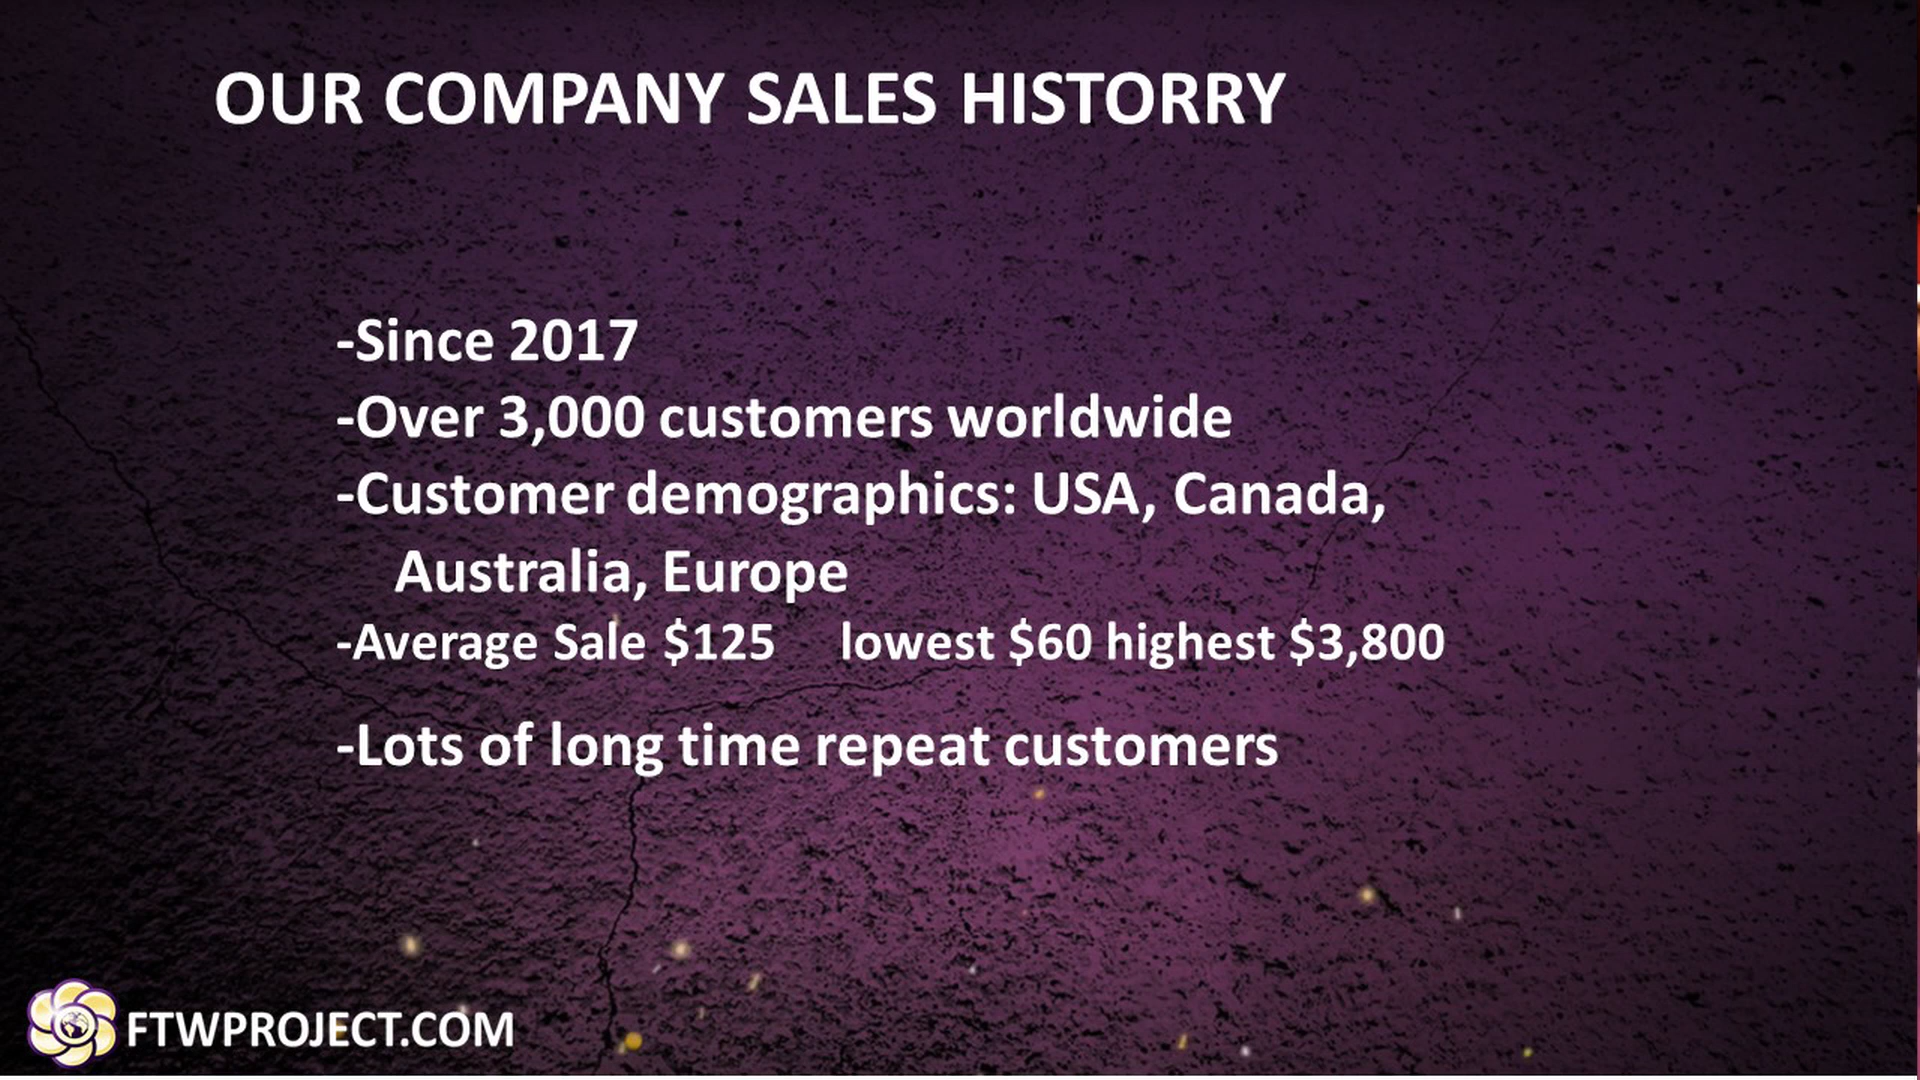 OUR COMPANY SALES HISTORRY
-Since 2017
-Over 3,000 customers worldwide
-Customer demographics: USA, Canada,
Australia, Europe
-Average Sale $125 lowest $60 highest $3,800
-Lots of long time repeat customers
FTWPROJECT.COM